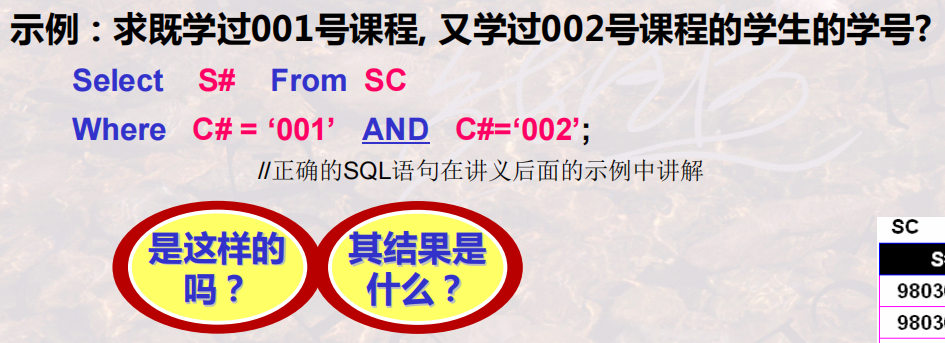 示例：求既学过001号课程, 又学过002号课程的学生的学号?
Select S# From SC
Where C# = ‘001’ AND C#=‘002’;
//正确的SQL语句在讲义后面的示例中讲解
是这样的
吗？
其结果是
什么？
SC